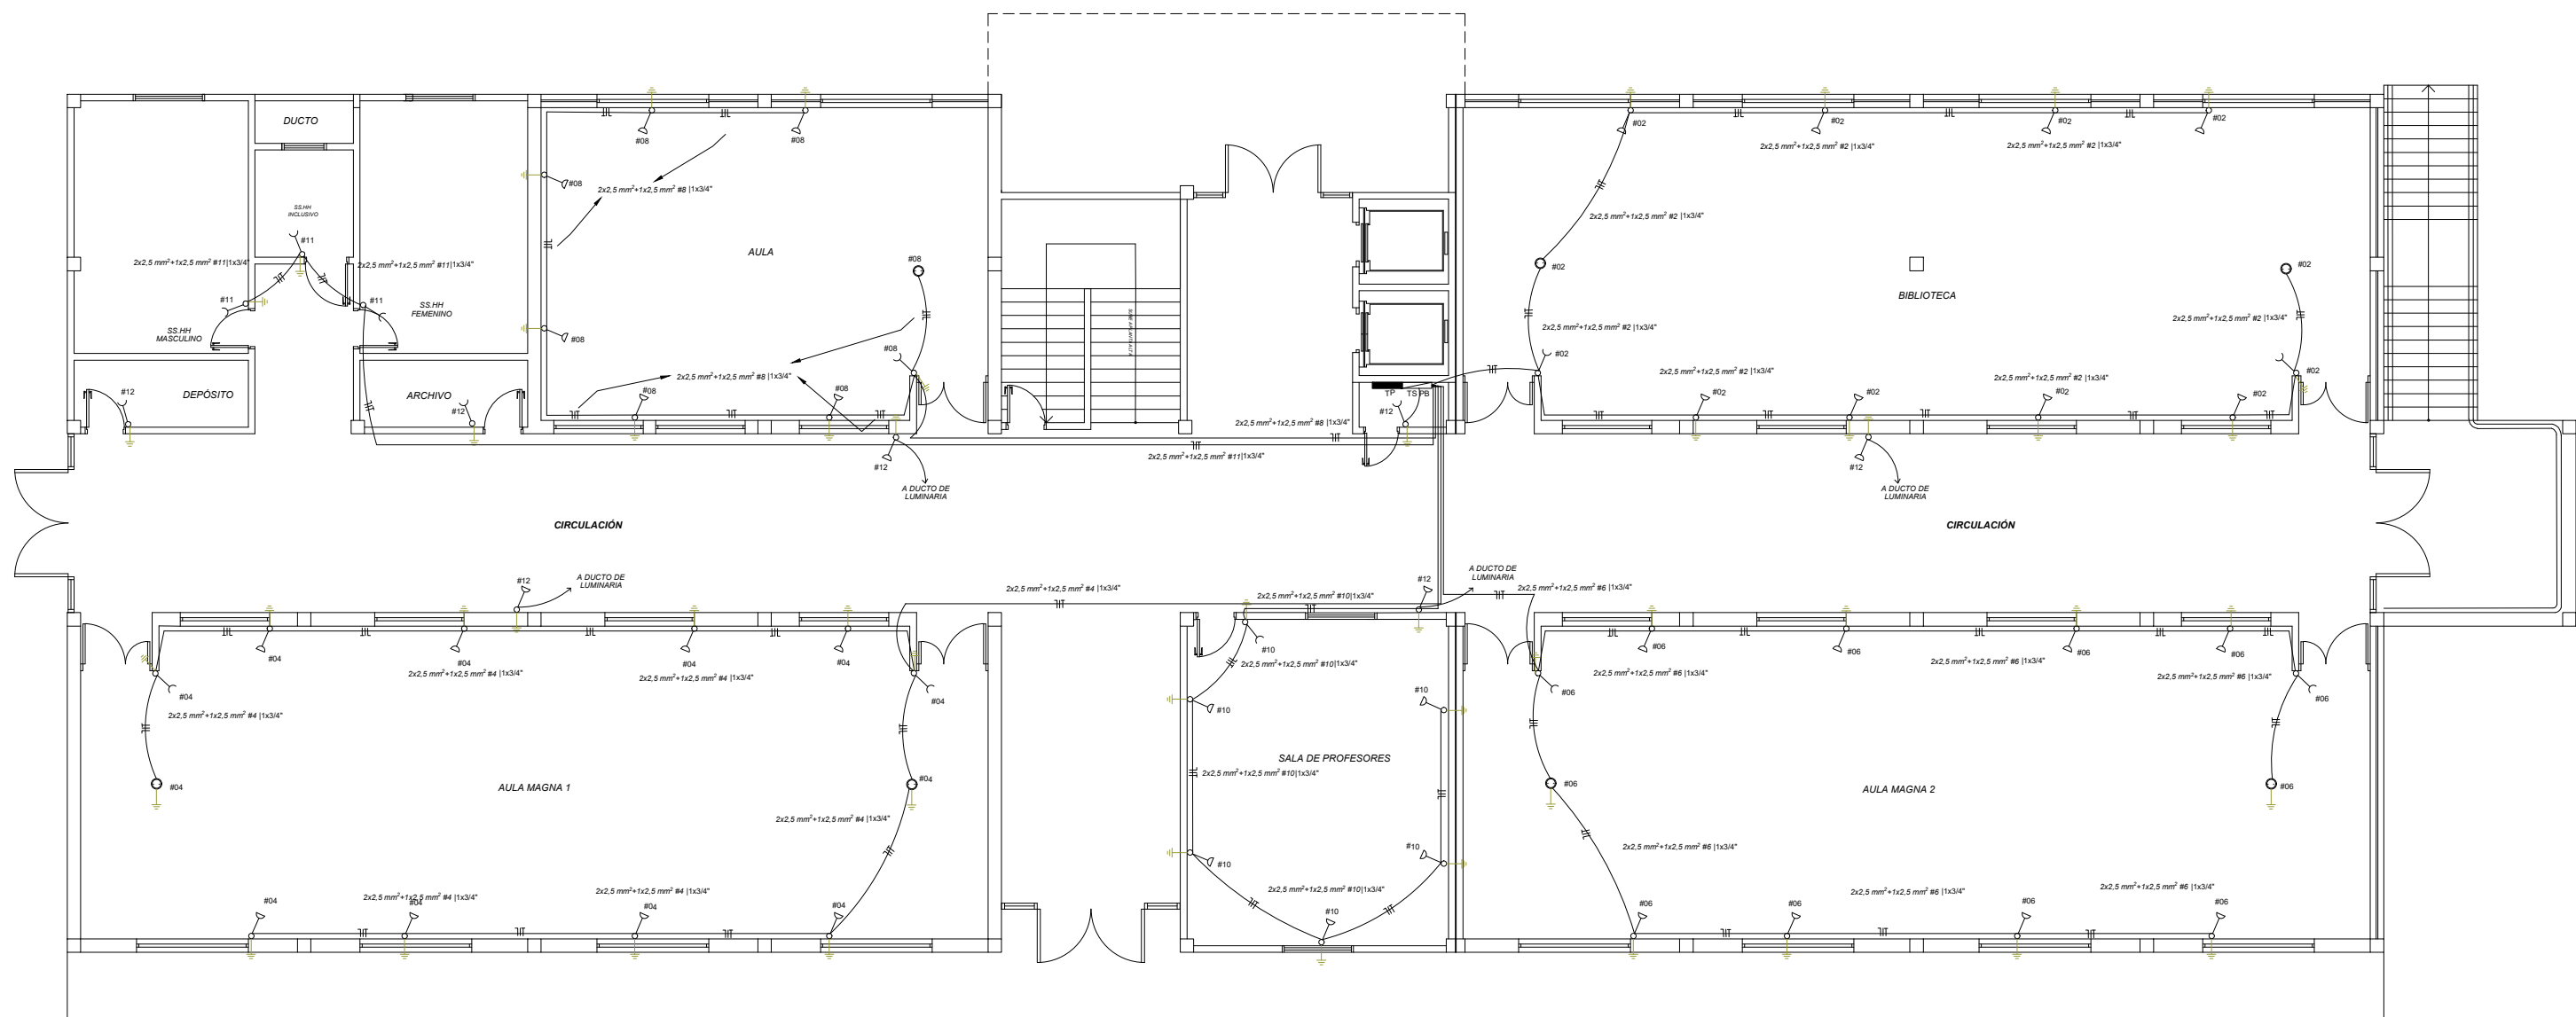 DUCTO
#08
#08
#02
#02
#02
#02
2x2,5 mm²+1x2,5 mm² #2 |1x3/4"
2x2,5 mm²+1x2,5 mm² #2 |1x3/4"
#08
2x2,5 mm²+1x2,5 mm² #8 |1x3/4"
SS.HH
INCLUSIVO
2x2,5 mm²+1x2,5 mm² #2 |1x3/4"
#11
AULA
2x2,5 mm²+1x2,5 mm² #11|1x3/4"
2x2,5 mm²+1x2,5 mm² #11|1x3/4"
#08
#02
#02
BIBLIOTECA
#11
#11
SS.HH
FEMENINO
2x2,5 mm²+1x2,5 mm² #2 |1x3/4"
2x2,5 mm²+1x2,5 mm² #2 |1x3/4"
SS.HH
MASCULINO
#08
#08
#02
2x2,5 mm²+1x2,5 mm² #8 |1x3/4"
2x2,5 mm²+1x2,5 mm² #2 |1x3/4"
2x2,5 mm²+1x2,5 mm² #2 |1x3/4"
#02
DEPÓSITO
#12
ARCHIVO
#12
#08
#08
TP
TS PB
#02
#02
#02
#02
#12
2x2,5 mm²+1x2,5 mm² #8 |1x3/4"
#12
2x2,5 mm²+1x2,5 mm² #11|1x3/4"
#12
A DUCTO DE
LUMINARIA
A DUCTO DE
LUMINARIA
CIRCULACIÓN
CIRCULACIÓN
#12
A DUCTO DE
LUMINARIA
2x2,5 mm²+1x2,5 mm² #4 |1x3/4"
2x2,5 mm²+1x2,5 mm² #10|1x3/4"
#12
A DUCTO DE
LUMINARIA
2x2,5 mm²+1x2,5 mm² #6 |1x3/4"
#04
#04
#04
#04
#10
#06
#06
#06
#06
2x2,5 mm²+1x2,5 mm² #4 |1x3/4"
2x2,5 mm²+1x2,5 mm² #4 |1x3/4"
2x2,5 mm²+1x2,5 mm² #10|1x3/4"
2x2,5 mm²+1x2,5 mm² #6 |1x3/4"
2x2,5 mm²+1x2,5 mm² #6 |1x3/4"
2x2,5 mm²+1x2,5 mm² #6 |1x3/4"
#04
#04
#10
#10
#06
#06
2x2,5 mm²+1x2,5 mm² #4 |1x3/4"
SALA DE PROFESORES
2x2,5 mm²+1x2,5 mm² #10|1x3/4"
#04
AULA MAGNA 1
#04
#06
AULA MAGNA 2
#06
2x2,5 mm²+1x2,5 mm² #4 |1x3/4"
2x2,5 mm²+1x2,5 mm² #6 |1x3/4"
#10
#10
2x2,5 mm²+1x2,5 mm² #4 |1x3/4"
2x2,5 mm²+1x2,5 mm² #4 |1x3/4"
2x2,5 mm²+1x2,5 mm² #10|1x3/4"
2x2,5 mm²+1x2,5 mm² #6 |1x3/4"
2x2,5 mm²+1x2,5 mm² #6 |1x3/4"
#04
#04
#04
#04
#10
#06
#06
#06
#06